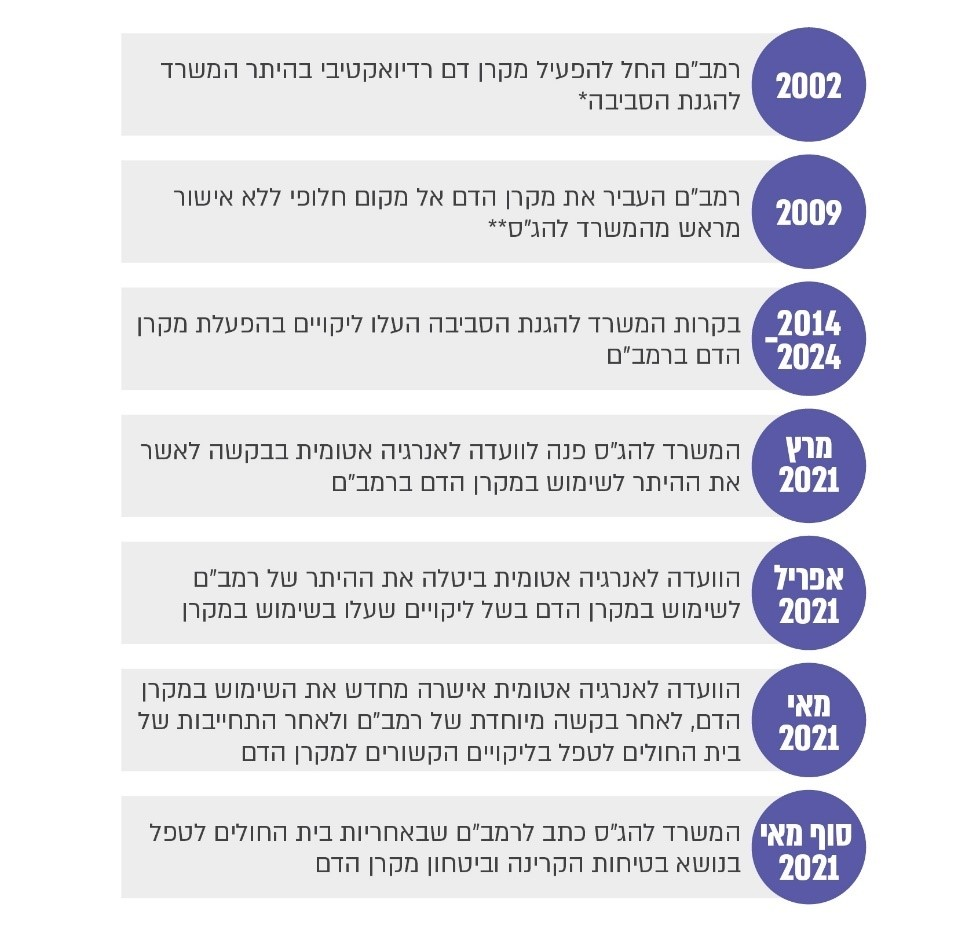 2002
רמב"ם החל להפעיל מקרן דם רדיואקטיבי בהיתר המשרד
להגנת הסביבה*
2009
רמב"ם העביר את מקרן הדם אל מקום חלופי ללא אישור
מראש מהמשרד להג"ס**
2014–
2024
בקרות המשרד להגנת הסביבה העלו ליקויים בהפעלת מקרן
הדם ברמב"ם
מרץ
2021
המשרד להג"ס פנה לוועדה לאנרגיה אטומית בבקשה לאשר
את ההיתר לשימוש במקרן הדם ברמב"ם
אפריל
2021
הוועדה לאנרגיה אטומית ביטלה את ההיתר של רמב"ם
לשימוש במקרן הדם בשל ליקויים שעלו בשימוש במקרן
מאי
2021
הוועדה לאנרגיה אטומית אישרה מחדש את השימוש במקרן
הדם, לאחר בקשה מיוחדת של רמב"ם ולאחר התחייבות של
בית החולים לטפל בליקויים הקשורים למקרן הדם
סוף מאי
2021
המשרד להג"ס כתב לרמב"ם שבאחריות בית החולים לטפל
בנושא בטיחות הקרינה וביטחון מקרן הדם